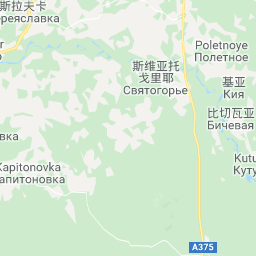 斯拉夫卡
ереяславка
Poletnoye
Полетное
斯维亚托
戈里耶
Святогорье
基亚
Кия
比切瓦亚
Бичевая
вка
Kapitonovka
апитоновка
Kutu
Куту
A375